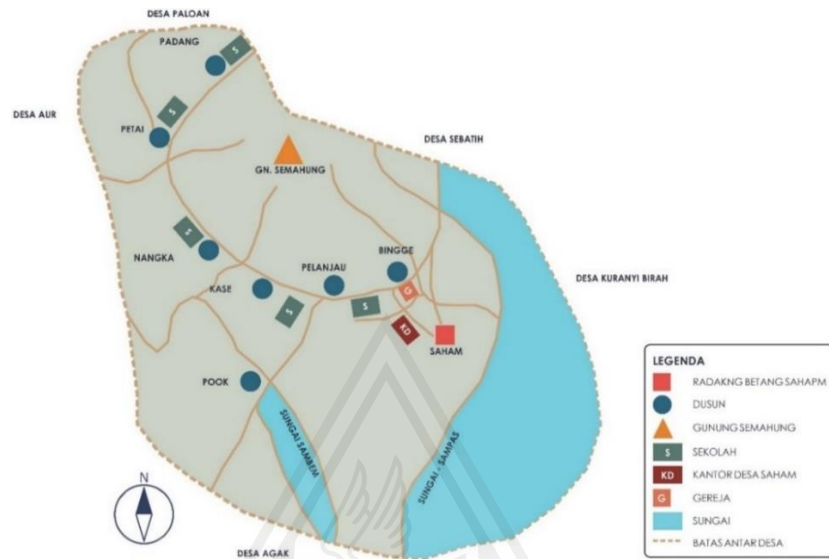 DESA PALOAN
PADANG
S
DESA AUR
S
PETAI
DESA SEBATIH
GN. SEMAHUNG
S
NANGKA
BINGGE
PELANJAU
DESA KURANYI BIRAH
KASE
G
S
S
KD
SAHAM
POOK
SUNGAI SAMBEM
SUNGAI - SAMPAS
N
DESA AGAK
LEGENDA
RADAKNG BETANG SAHAPM
DUSUN
GUNUNG SEMAHUNG
S SEKOLAH
KD KANTOR DESA SAHAM
G GEREJA
SUNGAI
BATAS ANTAR DESA